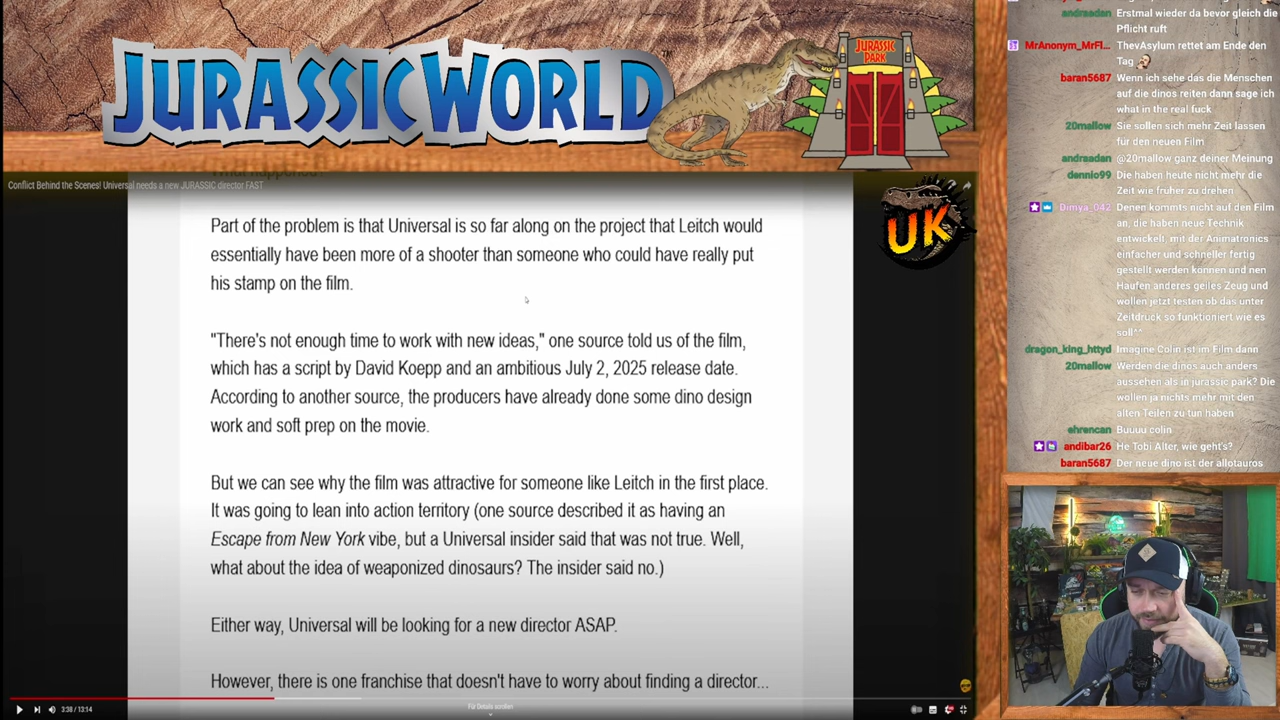 JURASSIC WORLD
JURASSIC
PARK
Conflict Behind the Scenes! Universal needs a new JURASSIC director FAST
UK
Part of the problem is that Universal is so far along on the project that Leitch would
essentially have been more of a shooter than someone who could have really put
his stamp on the film.
"There's not enough time to work with new ideas," one source told us of the film,
which has a script by David Koepp and an ambitious July 2, 2025 release date.
According to another source, the producers have already done some dino design
work and soft prep on the movie.
But we can see why the film was attractive for someone like Leitch in the first place.
It was going to lean into action territory (one source described it as having an
Escape from New York vibe, but a Universal insider said that was not true. Well,
what about the idea of weaponized dinosaurs? The insider said no.)
Either way, Universal will be looking for a new director ASAP.
However, there is one franchise that doesn't have to worry about finding a director...
3:38 / 13:14
Für Details scrollen
andraadan Erstmal wieder da bevor gleich die
Pflicht ruft
MrAnonym_MrFl... ThevAsylum rettet am Ende den
Tag
baran5687 Wenn ich sehe das die Menschen
auf die dinos reiten dann sage ich
what in the real fuck
20mallow Sie sollen sich mehr Zeit lassen
für den neuen Film
andraadan @20mallow ganz deiner Meinung
dennio99 Die haben heute nicht mehr die
Zeit wie früher zu drehen
Dimya_042 Denen kommts nicht auf den Film
an, die haben neue Technik
entwickelt, mit der Animatronics
einfacher und schneller fertig
gestellt werden können und nen
Haufen anderes geiles Zeug und
wollen jetzt testen ob das unter
Zeitdruck so funktioniert wie es
soll^^
dragon_king_httyd Imagine Colin ist im Film dann
20mallow Werden die dinos auch anders
aussehen als in jurassic park? Die
wollen ja nichts mehr mit den
alten Teilen zu tun haben
ehrencan Buuuu colin
andibar26 He Tobi Alter, wie geht's?
baran5687 Der neue dino ist der allotauros